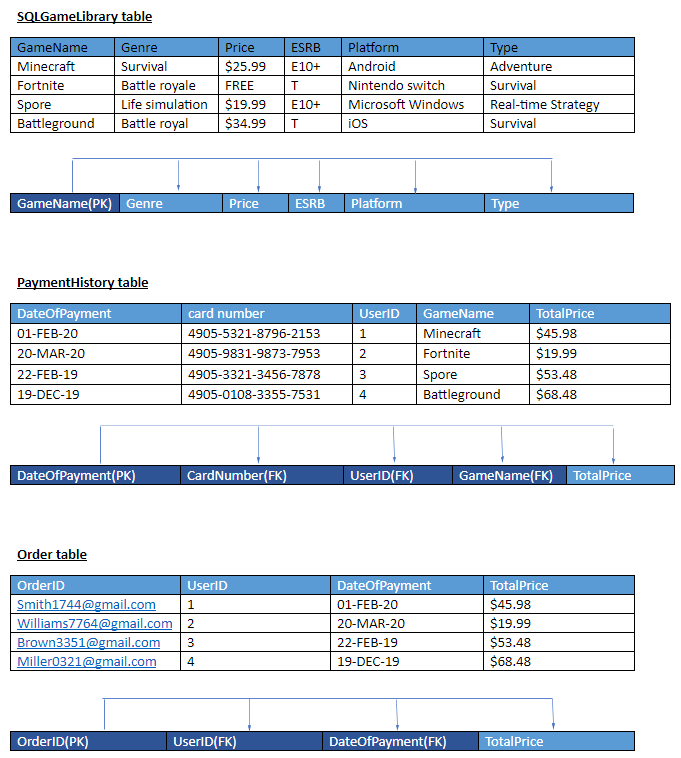 SQLGameLibrary table
GameName Genre Price ESRB Platform Type
Minecraft Survival $25.99 E10+ Android Adventure
Fortnite Battle royale FREE T Nintendo switch Survival
Spore Life simulation $19.99 E10+ Microsoft Windows Real-time Strategy
Battleground Battle royal $34.99 T iOS Survival
GameName(PK) Genre Price ESRB Platform Type
PaymentHistory table
DateOfPayment card number UserID GameName TotalPrice
01-FEB-20 4905-5321-8796-2153 1 Minecraft $45.98
20-MAR-20 4905-9831-9873-7953 2 Fortnite $19.99
22-FEB-19 4905-3321-3456-7878 3 Spore $53.48
19-DEC-19 4905-0108-3355-7531 4 Battleground $68.48
DateOfPayment(PK) CardNumber(FK) UserID(FK) GameName(FK) TotalPrice
Order table
OrderID UserID DateOfPayment TotalPrice
Smith1744@gmail.com 1 01-FEB-20 $45.98
Williams7764@gmail.com 2 20-MAR-20 $19.99
Brown3351@gmail.com 3 22-FEB-19 $53.48
Miller0321@gmail.com 4 19-DEC-19 $68.48
OrderID(PK) UserID(FK) DateOfPayment(FK) TotalPrice